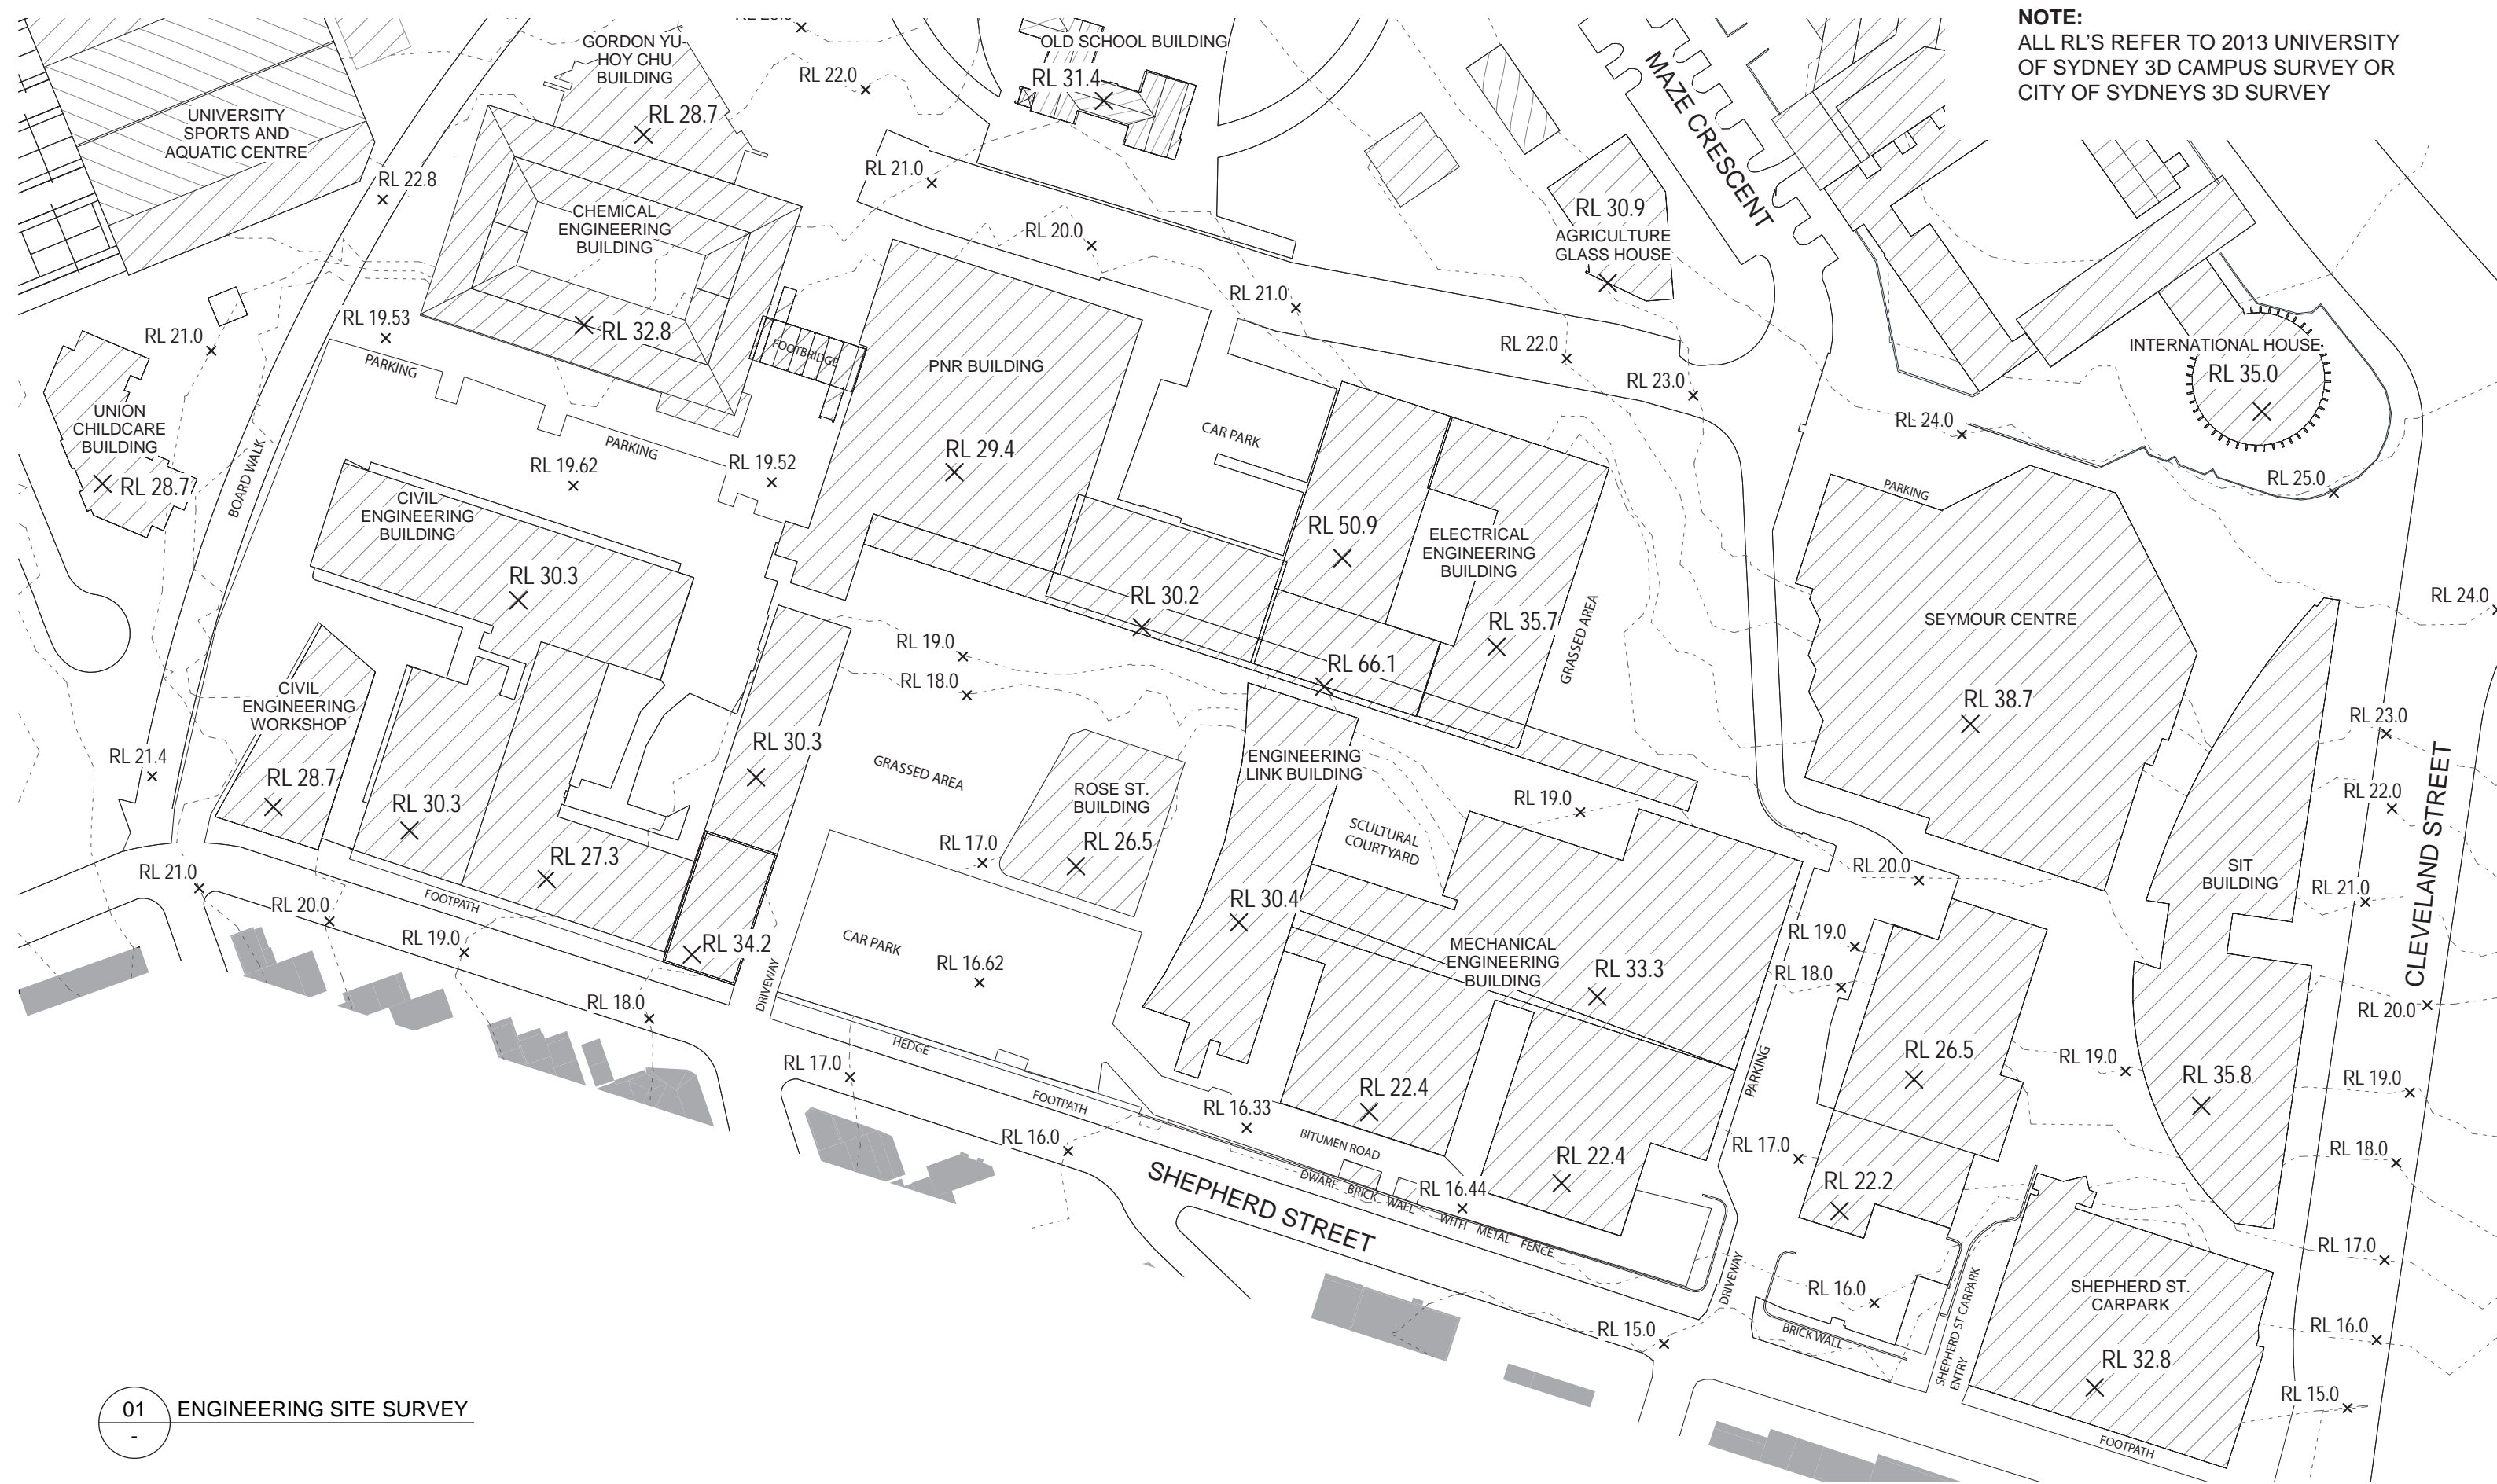 NOTE:
ALL RL'S REFER TO 2013 UNIVERSITY
OF SYDNEY 3D CAMPUS SURVEY OR
CITY OF SYDNEYS 3D SURVEY
GORDON YU-
HOY CHU
BUILDING
RL 28.7
OLD SCHOOL BUILDING
RL 31.4
RL 22.0
MAZE CRESCENT
UNIVERSITY
SPORTS AND
AQUATIC CENTRE
RL 22.8
RL 21.0
CHEMICAL
ENGINEERING
BUILDING
RL 32.8
RL 20.0
RL 30.9
AGRICULTURE
GLASS HOUSE
RL 21.0
RL 19.53
RL 21.0
PARKING
FOOTBRIDGE
PNR BUILDING
RL 29.4
RL 22.0
RL 23.0
INTERNATIONAL HOUSE
RL 35.0
RL 24.0
RL 25.0
UNION
CHILDCARE
BUILDING
RL 28.7
BOARD WALK
PARKING
RL 19.62
RL 19.52
CAR PARK
PARKING
CIVIL
ENGINEERING
BUILDING
RL 30.3
RL 50.9
ELECTRICAL
ENGINEERING
BUILDING
RL 35.7
GRASSED AREA
RL 30.2
RL 66.1
SEYMOUR CENTRE
RL 38.7
RL 24.0
RL 19.0
RL 18.0
CIVIL
ENGINEERING
WORKSHOP
RL 28.7
RL 21.4
RL 30.3
RL 30.3
RL 27.3
GRASSED AREA
ROSE ST.
BUILDING
RL 26.5
RL 17.0
ENGINEERING
LINK BUILDING
RL 30.4
SCULTURAL
COURTYARD
RL 19.0
RL 23.0
RL 22.0
CLEVELAND STREET
RL 21.0
RL 20.0
SIT
BUILDING
RL 35.8
RL 21.0
RL 20.0
RL 19.0
RL 18.0
FOOTPATH
RL 34.2
DRIVEWAY
CAR PARK
RL 16.62
MECHANICAL
ENGINEERING
BUILDING
RL 33.3
RL 20.0
RL 19.0
RL 18.0
RL 26.5
RL 20.0
RL 19.0
RL 19.0
RL 18.0
HEDGE
RL 17.0
FOOTPATH
RL 16.0
RL 16.33
RL 22.4
RL 22.4
BITUMEN ROAD
PARKING
RL 17.0
RL 22.2
SHEPHERD STREET
DWARF BRICK WALL WITH METAL FENCE
RL 16.44
DRIVEWAY
RL 16.0
BRICK WALL
SHEPHERD ST CARPARK
ENTRY
SHEPHERD ST.
CARPARK
RL 32.8
RL 17.0
RL 16.0
RL 15.0
RL 15.0
FOOTPATH
01
-
ENGINEERING SITE SURVEY